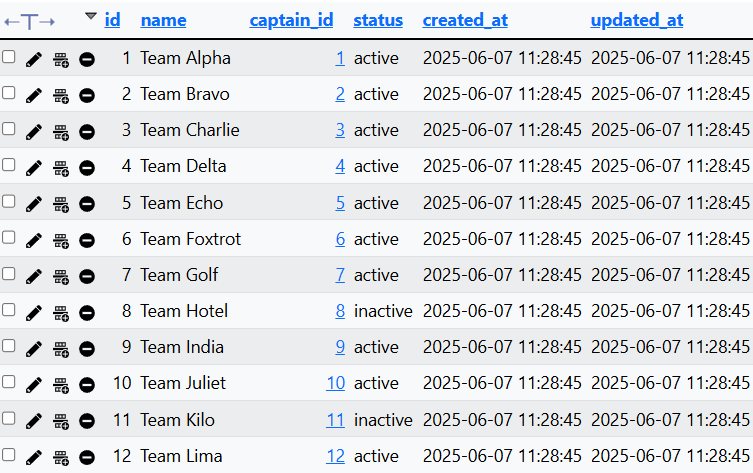 id name captain_id status created_at updated_at
1 Team Alpha 1 active 2025-06-07 11:28:45 2025-06-07 11:28:45
2 Team Bravo 2 active 2025-06-07 11:28:45 2025-06-07 11:28:45
3 Team Charlie 3 active 2025-06-07 11:28:45 2025-06-07 11:28:45
4 Team Delta 4 active 2025-06-07 11:28:45 2025-06-07 11:28:45
5 Team Echo 5 active 2025-06-07 11:28:45 2025-06-07 11:28:45
6 Team Foxtrot 6 active 2025-06-07 11:28:45 2025-06-07 11:28:45
7 Team Golf 7 active 2025-06-07 11:28:45 2025-06-07 11:28:45
8 Team Hotel 8 inactive 2025-06-07 11:28:45 2025-06-07 11:28:45
9 Team India 9 active 2025-06-07 11:28:45 2025-06-07 11:28:45
10 Team Juliet 10 active 2025-06-07 11:28:45 2025-06-07 11:28:45
11 Team Kilo 11 inactive 2025-06-07 11:28:45 2025-06-07 11:28:45
12 Team Lima 12 active 2025-06-07 11:28:45 2025-06-07 11:28:45